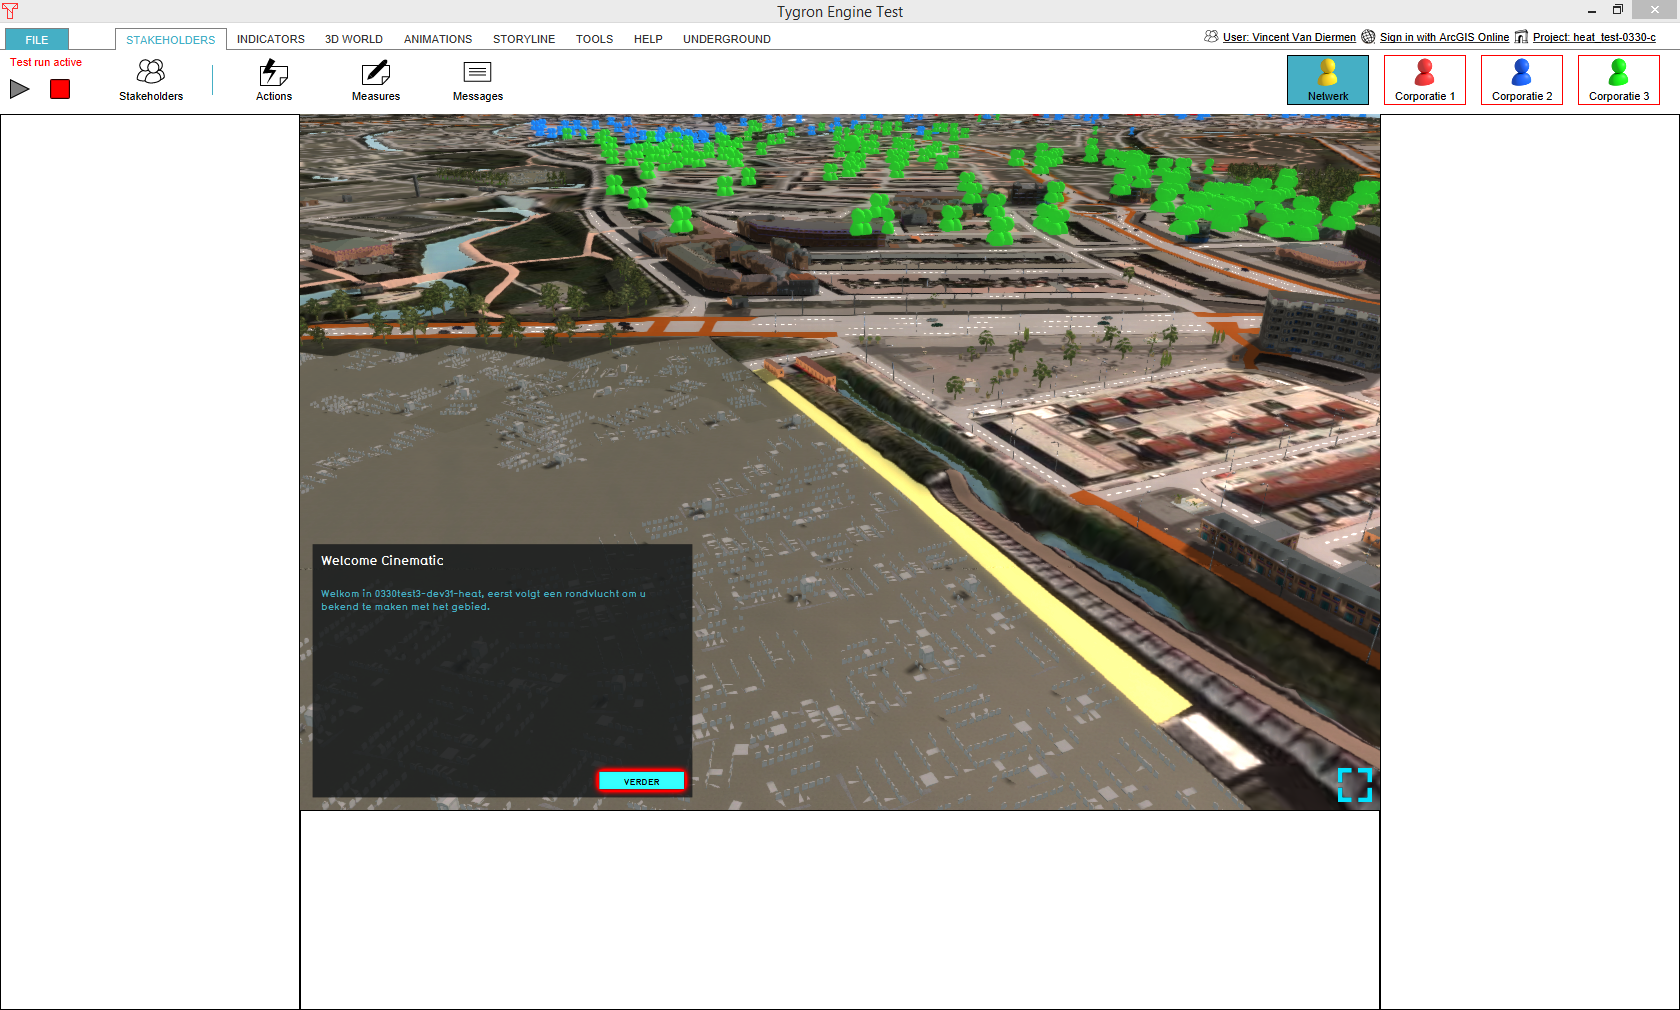 Tygron Engine Test
FILE
STAKEHOLDERS
INDICATORS
3D WORLD
ANIMATIONS
STORYLINE
TOOLS
HELP
UNDERGROUND
User: Vincent Van Diermen
Sign in with ArcGIS Online
Project: heat_test-0330-c
Test run active
Stakeholders
Actions
Measures
Messages
Netwerk
Corporatie 1
Corporatie 2
Corporatie 3
Welcome Cinematic
Welkom in 0330test3-dev31-heat, eerst volgt een rondvlucht om u
bekend te maken met het gebied.
VERDER